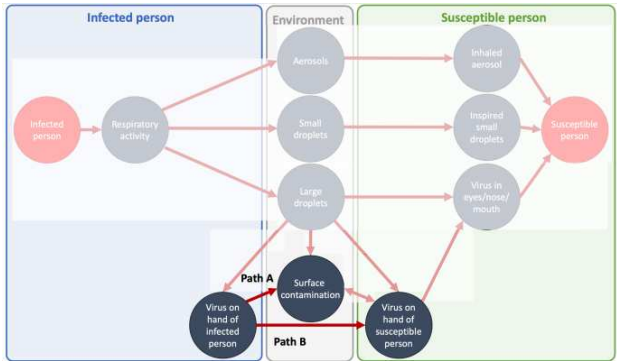 Infected person
Environment
Susceptible person
Aerosols
Inhaled
aerosol
Infected
person
Respiratory
activity
Small
droplets
Inspired
small
droplets
Susceptible
person
Large
droplets
Virus in
eyes/nose/
mouth
Path A
Surface
contamination
Virus on
hand of
infected
person
Virus on
hand of
susceptible
person
Path B